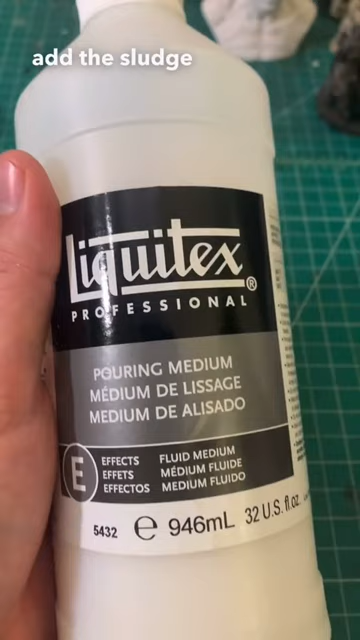 add the sludge
Liquitex®
PROFESSIONAL
POURING MEDIUM
MÉDIUM DE LISSAGE
MEDIUM DE ALISADO
E
EFFECTS FLUID MEDIUM
EFFETS MÉDIUM FLUIDE
EFFECTOS MEDIUM FLUIDO
5432 ℮ 946mL 32 U.S. fl.oz.